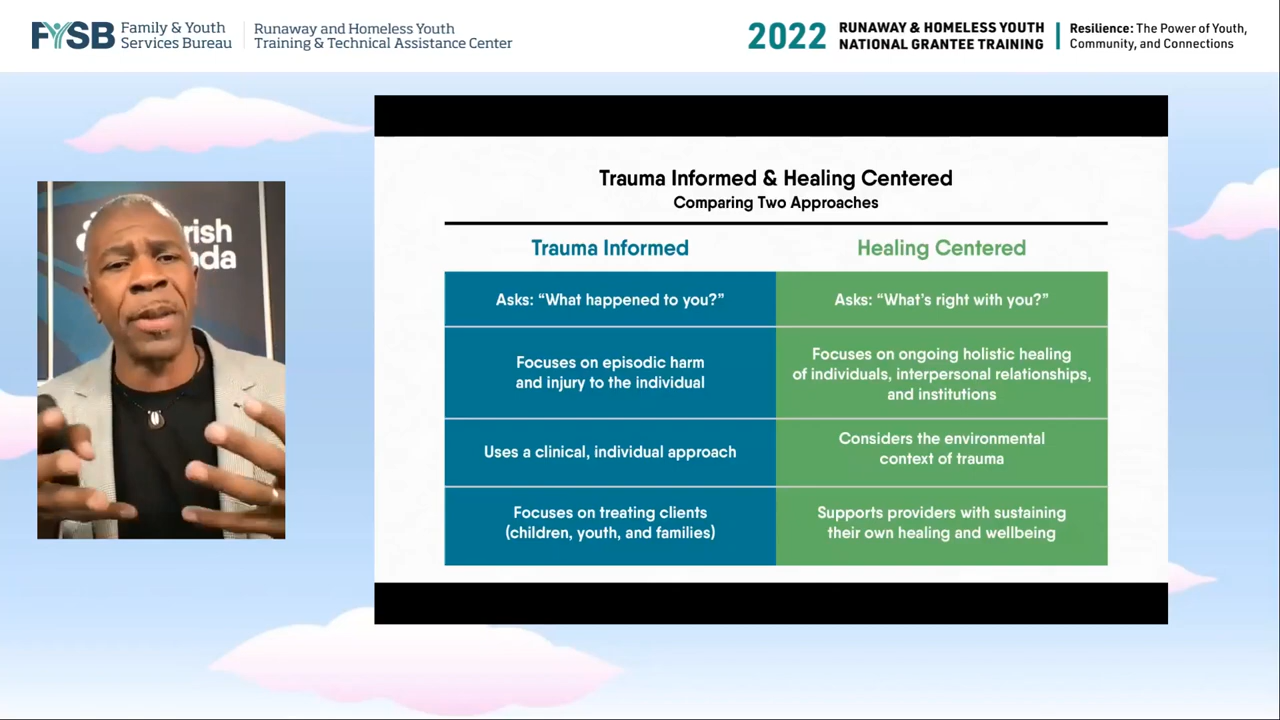 FYSB
Family & Youth
Services Bureau
Runaway and Homeless Youth
Training & Technical Assistance Center
2022
RUNAWAY & HOMELESS YOUTH
NATIONAL GRANTEE TRAINING
Resilience: The Power of Youth,
Community, and Connections
Trauma Informed & Healing Centered
Comparing Two Approaches
Trauma Informed
Healing Centered
Asks: “What happened to you?”
Asks: “What’s right with you?”
Focuses on episodic harm
and injury to the individual
Focuses on ongoing holistic healing
of individuals, interpersonal relationships,
and institutions
Uses a clinical, individual approach
Considers the environmental
context of trauma
Focuses on treating clients
(children, youth, and families)
Supports providers with sustaining
their own healing and wellbeing